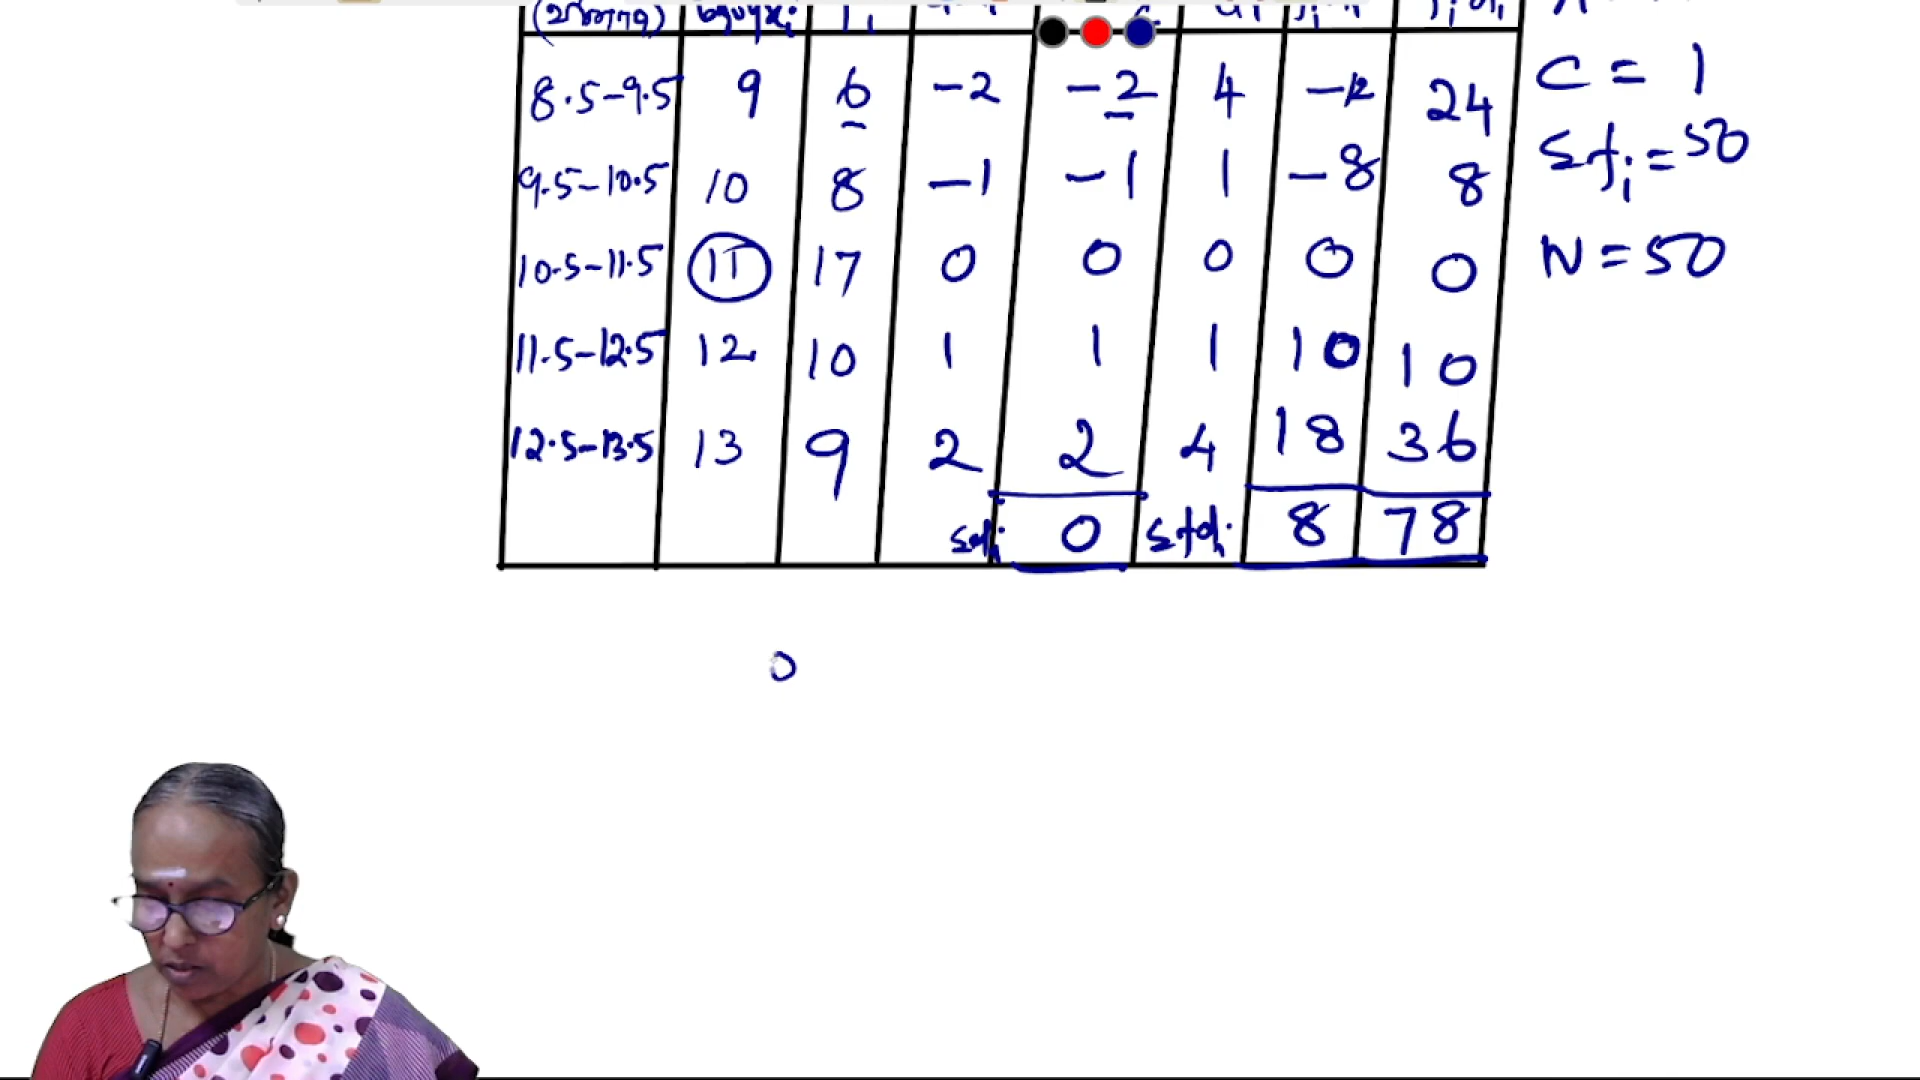 8.5-9.5 9 6 -2 -2 4 -12 24
9.5-10.5 10 8 -1 -1 1 -8 8
10.5-11.5 11 17 0 0 0 0 0
11.5-12.5 12 10 1 1 1 10 10
12.5-13.5 13 9 2 2 4 18 36
Σdi 0 Σfdi 8 78
C = 1
Σfi = 50
N = 50
0